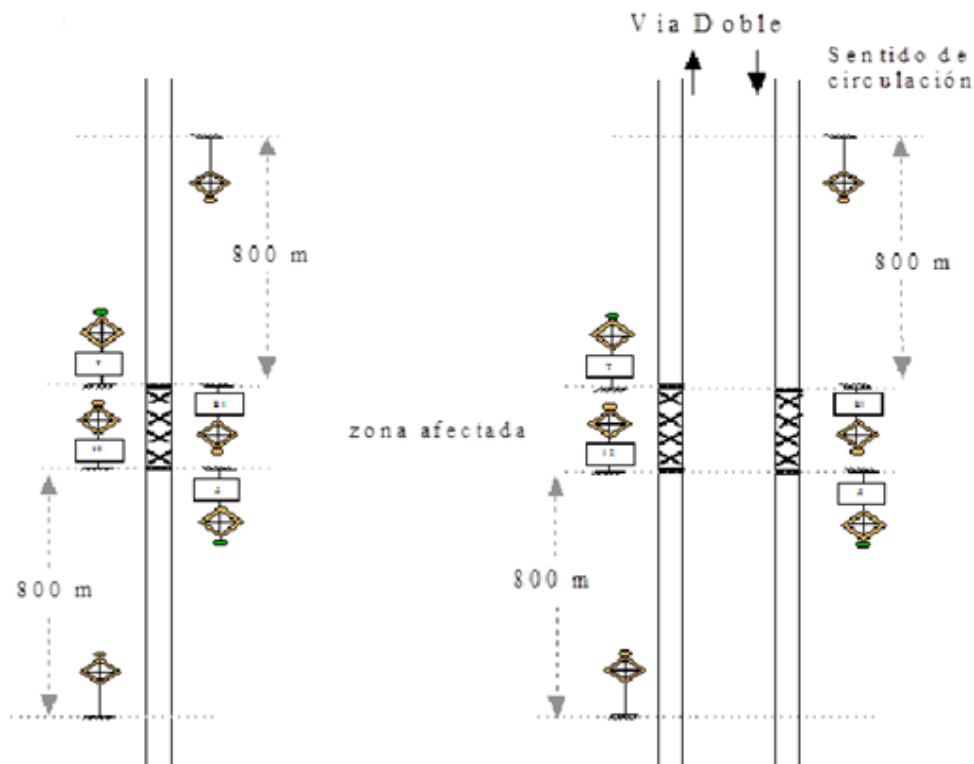 Via Doble
Sentido de
circulación
800 m
800 m
zona afectada
800 m
800 m